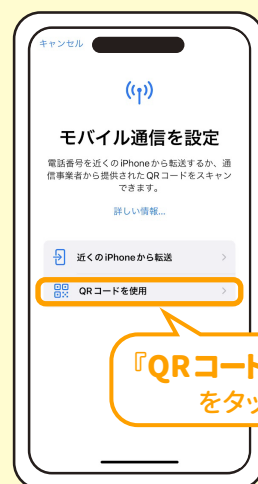 キャンセル
モバイル通信を設定
電話番号を近くのiPhoneから転送するか、通
信事業者から提供されたQRコードをスキャン
できます。
詳しい情報...
近くのiPhoneから転送
QRコードを使用
『QRコート
をタッ